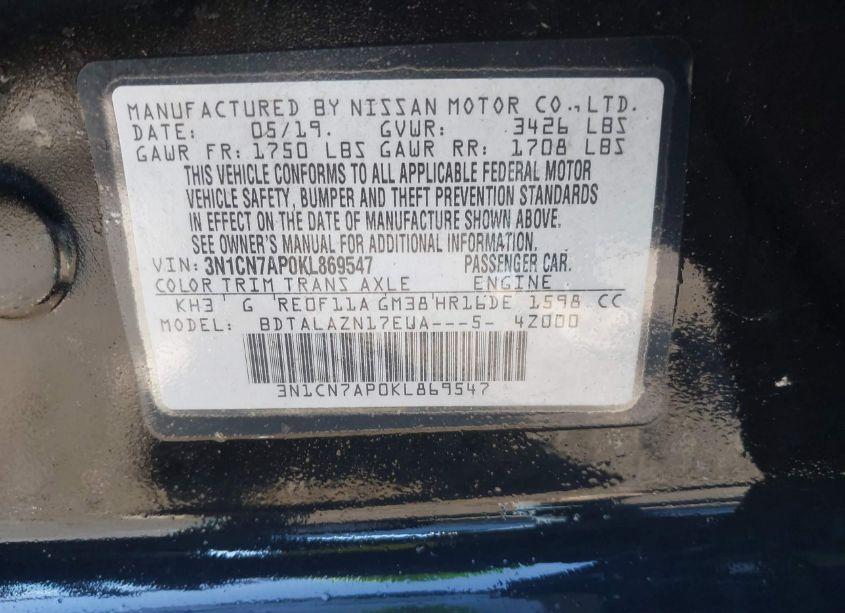 MANUFACTURED BY NISSAN MOTOR CO.,LTD.
DATE: 05/19. GVWR: 3426 LBS
GAWR FR: 1750 LBS GAWR RR: 1708 LBS
THIS VEHICLE CONFORMS TO ALL APPLICABLE FEDERAL MOTOR
VEHICLE SAFETY, BUMPER AND THEFT PREVENTION STANDARDS
IN EFFECT ON THE DATE OF MANUFACTURE SHOWN ABOVE.
SEE OWNER'S MANUAL FOR ADDITIONAL INFORMATION.
VIN: 3N1CN7AP0KL869547 PASSENGER CAR.
COLOR TRIM TRANS AXLE ENGINE
KH3 G RE0F11A GM38 HR16DE 1598 CC
MODEL: BDTALAZN17EUA---5- 4Z000
3N1CN7AP0KL869547